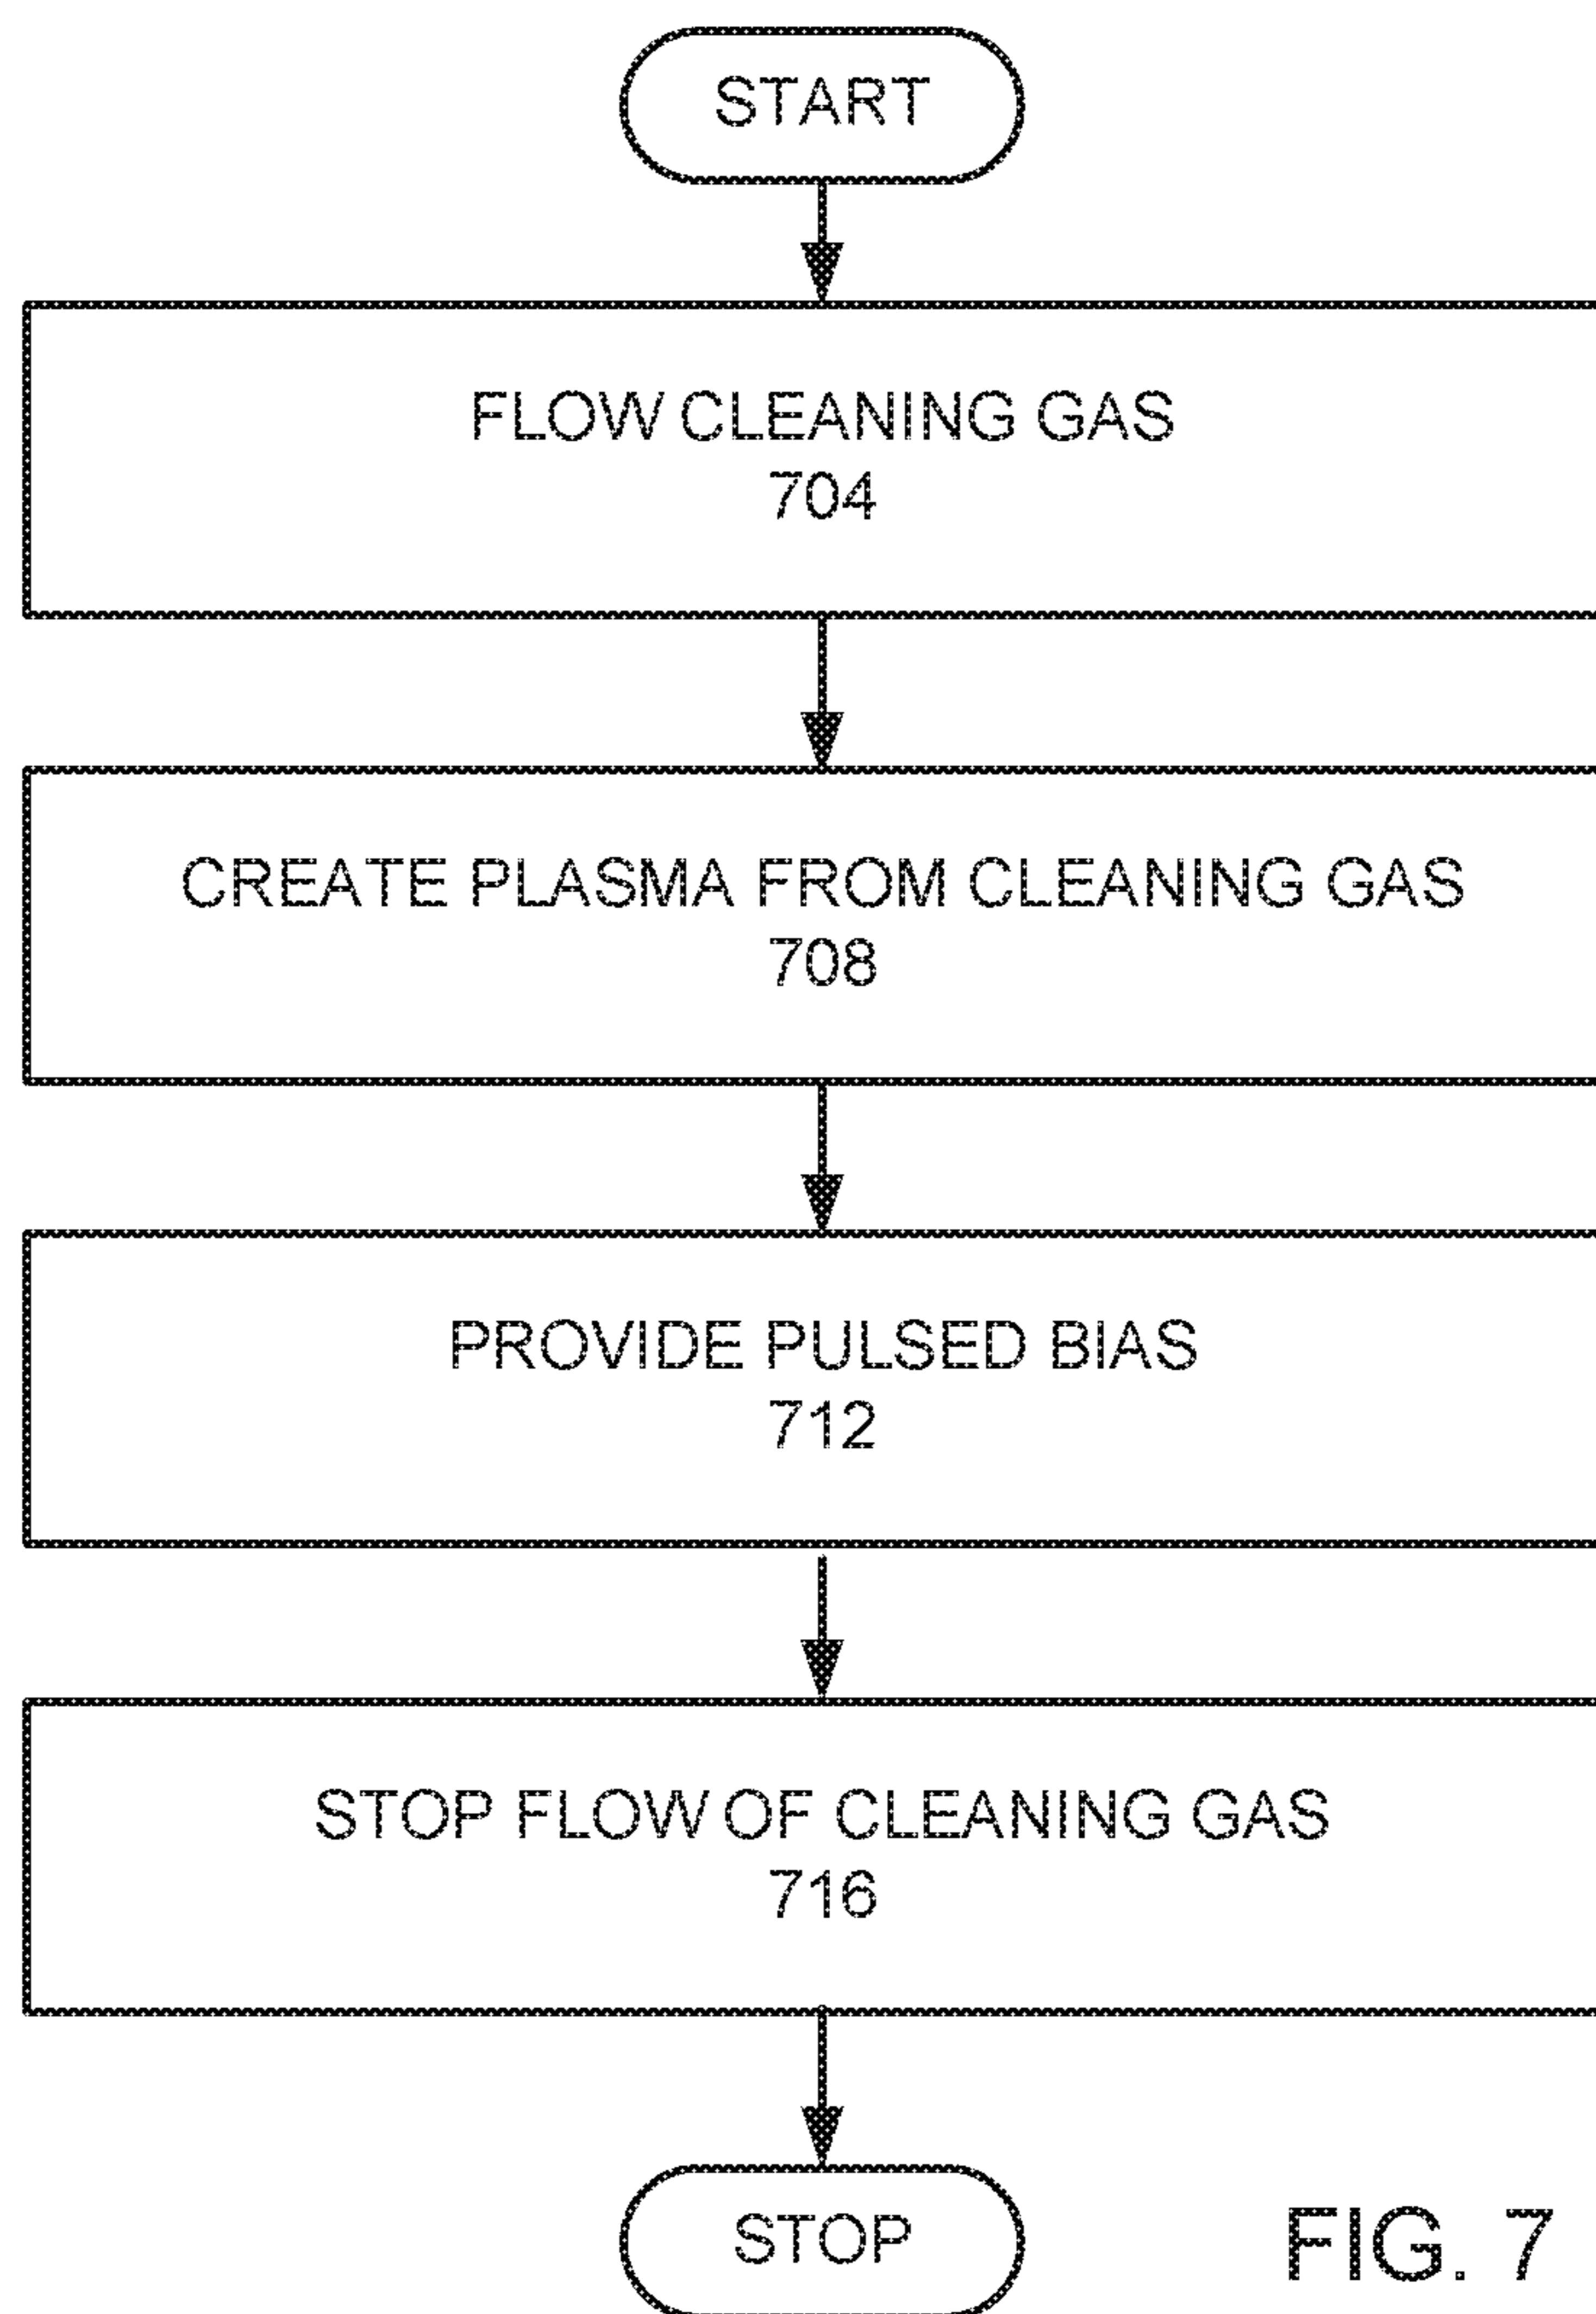 START
FLOW CLEANING GAS
704
CREATE PLASMA FROM CLEANING GAS
708
PROVIDE PULSED BIAS
712
STOP FLOW OF CLEANING GAS
716
STOP
FIG. 7